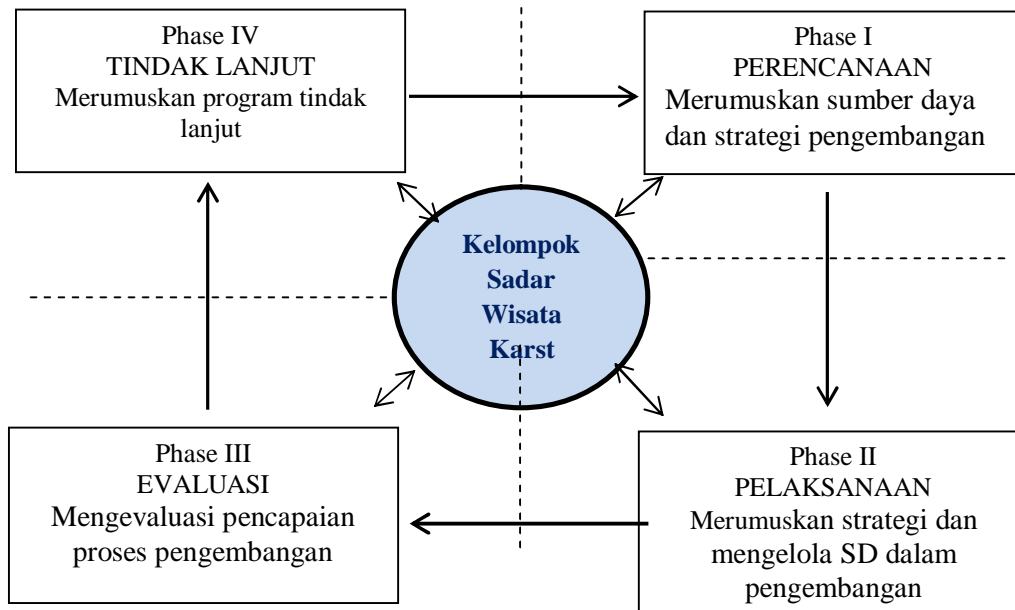 Phase IV
TINDAK LANJUT
Merumuskan program tindak
lanjut
Phase I
PERENCANAAN
Merumuskan sumber daya
dan strategi pengembangan
Kelompok
Sadar
Wisata
Karst
Phase III
EVALUASI
Mengevaluasi pencapaian
proses pengembangan
Phase II
PELAKSANAAN
Merumuskan strategi dan
mengelola SD dalam
pengembangan